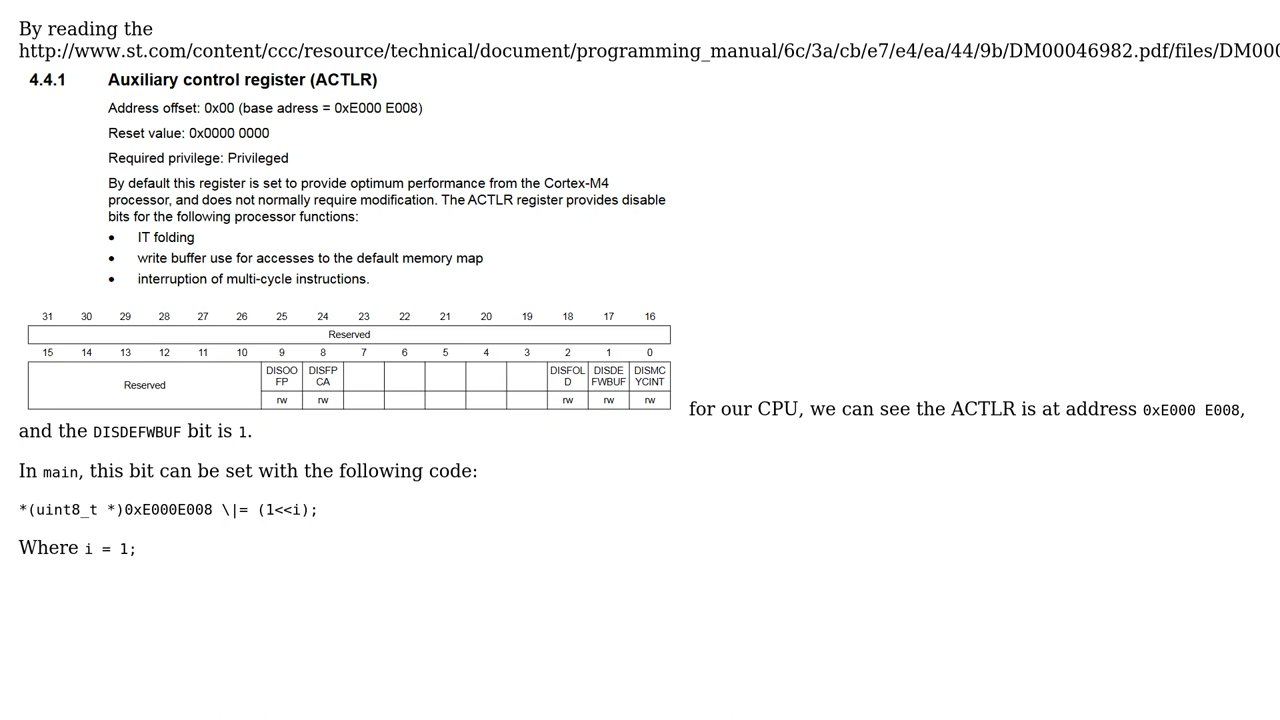 By reading the
http://www.st.com/content/ccc/resource/technical/document/programming_manual/6c/3a/cb/e7/e4/ea/44/9b/DM00046982.pdf/files/DM000
4.4.1 Auxiliary control register (ACTLR)
Address offset: 0x00 (base adress = 0xE000 E008)
Reset value: 0x0000 0000
Required privilege: Privileged
By default this register is set to provide optimum performance from the Cortex-M4
processor, and does not normally require modification. The ACTLR register provides disable
bits for the following processor functions:
• IT folding
• write buffer use for accesses to the default memory map
• interruption of multi-cycle instructions.
31 30 29 28 27 26 25 24 23 22 21 20 19 18 17 16
Reserved
15 14 13 12 11 10 9 8 7 6 5 4 3 2 1 0
Reserved DISOO DISFP DISFOL DISDE DISMC
FP CA D FWBUF YCINT
rw rw rw rw rw
for our CPU, we can see the ACTLR is at address 0xE000 E008,
and the DISDEFWBUF bit is 1.
In main, this bit can be set with the following code:
*(uint8_t *)0xE000E008 \|= (1<<i);
Where i = 1;